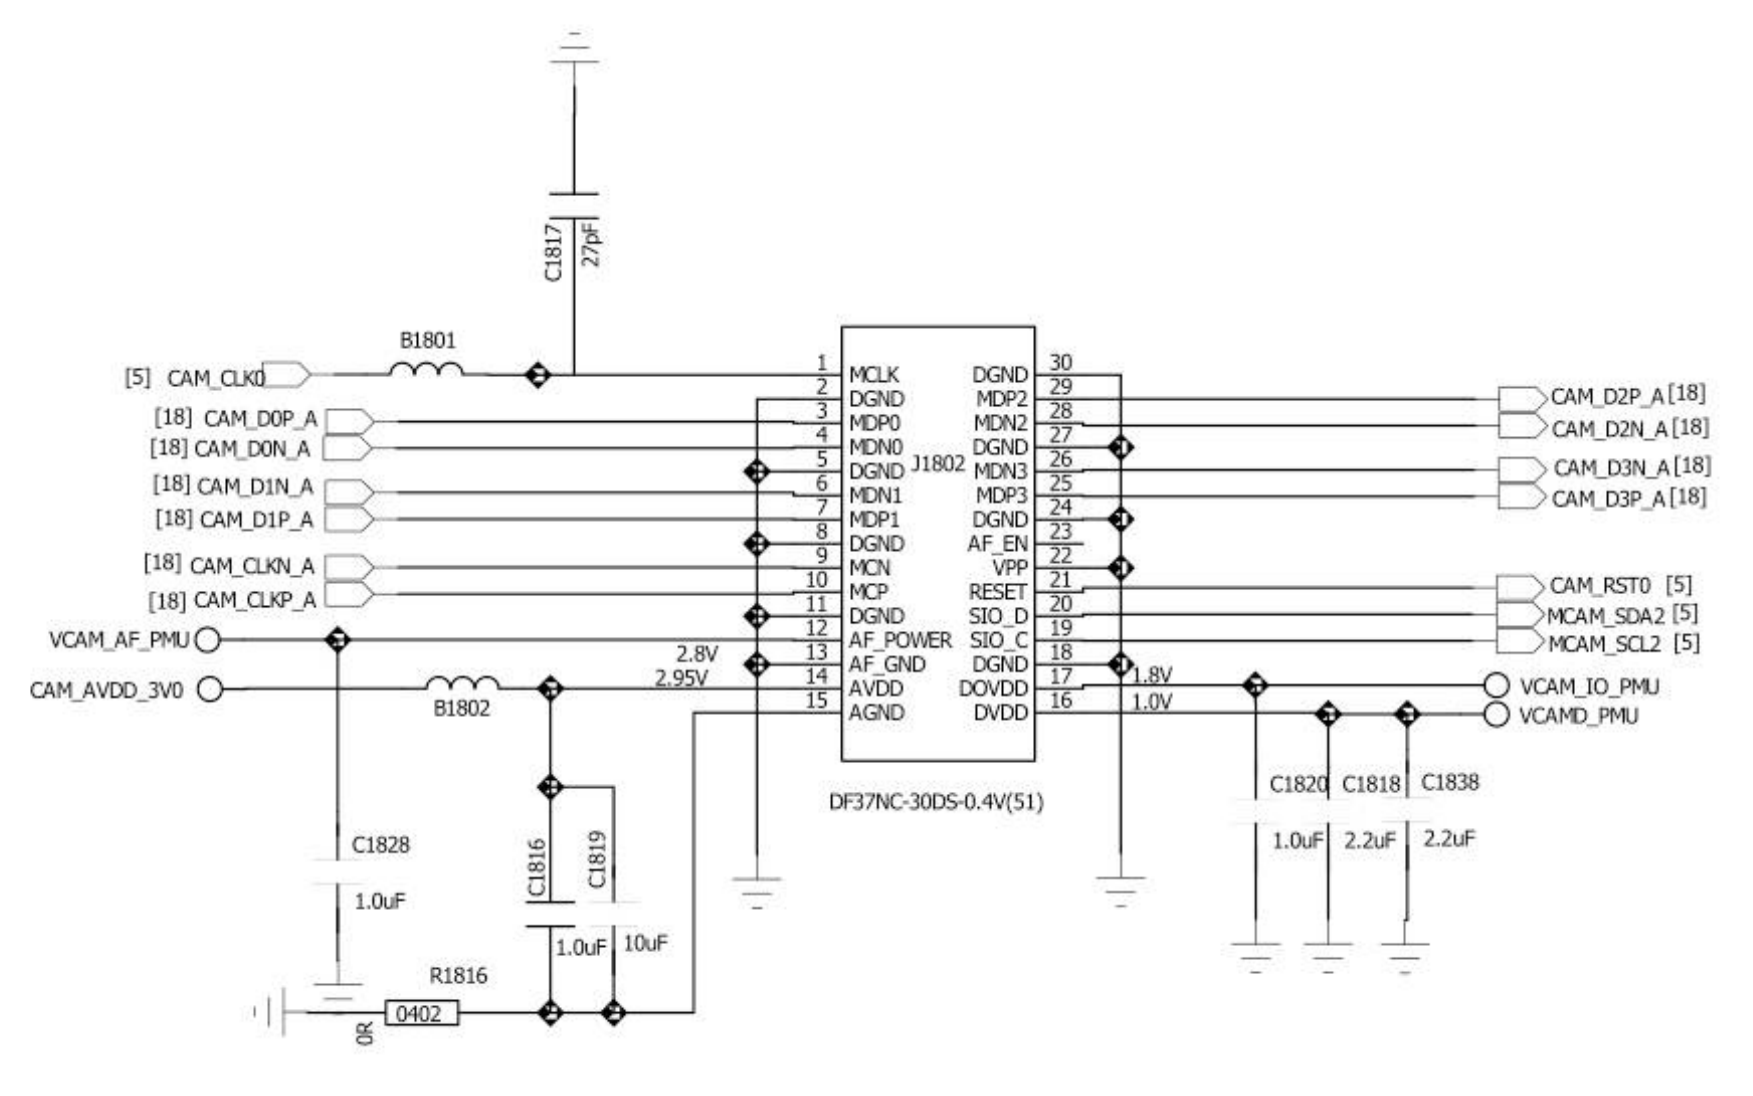 C1817
27pF
B1801
[5] CAM_CLK0
[18] CAM_D0P_A
[18] CAM_D0N_A
[18] CAM_D1N_A
[18] CAM_D1P_A
[18] CAM_CLKN_A
[18] CAM_CLKP_A
VCAM_AF_PMU
CAM_AVDD_3V0
B1802
2.8V
2.95V
1 MCLK
2 DGND
3 MDP0
4 MDN0
5 DGND
6 MDN1
7 MDP1
8 DGND
9 MCN
10 MCP
11 DGND
12 AF_POWER
13 AF_GND
14 AVDD
15 AGND
J1802
DGND 30
MDP2 29
MDN2 28
DGND 27
MDN3 26
MDP3 25
DGND 24
AF_EN 23
VPP 22
RESET 21
SIO_D 20
SIO_C 19
DGND 18
DOVDD 17
DVDD 16
1.8V
1.0V
CAM_D2P_A[18]
CAM_D2N_A[18]
CAM_D3N_A[18]
CAM_D3P_A[18]
CAM_RST0 [5]
MCAM_SDA2 [5]
MCAM_SCL2 [5]
VCAM_IO_PMU
VCAMD_PMU
DF37NC-30DS-0.4V(51)
C1820 C1818 C1838
1.0uF 2.2uF 2.2uF
C1828
1.0uF
C1816
1.0uF
C1819
10uF
R1816
0402
0R